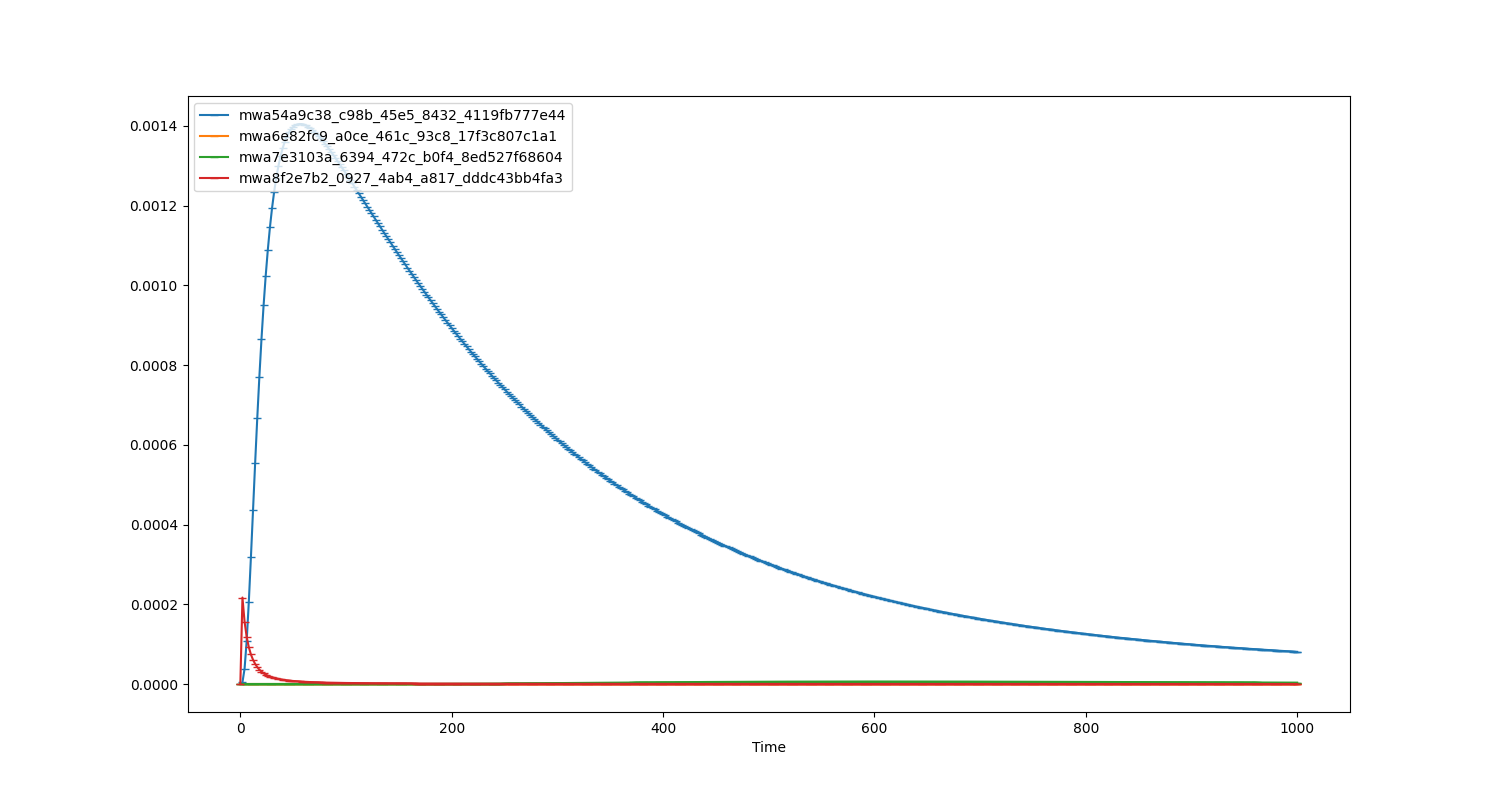 mwa54a9c38_c98b_45e5_8432_4119fb777e44
mwa6e82fc9_a0ce_461c_93c8_17f3c807c1a1
mwa7e3103a_6394_472c_b0f4_8ed527f68604
mwa8f2e7b2_0927_4ab4_a817_dddc43bb4fa3
0.0014
0.0012
0.0010
0.0008
0.0006
0.0004
0.0002
0.0000
0 200 400 600 800 1000
Time